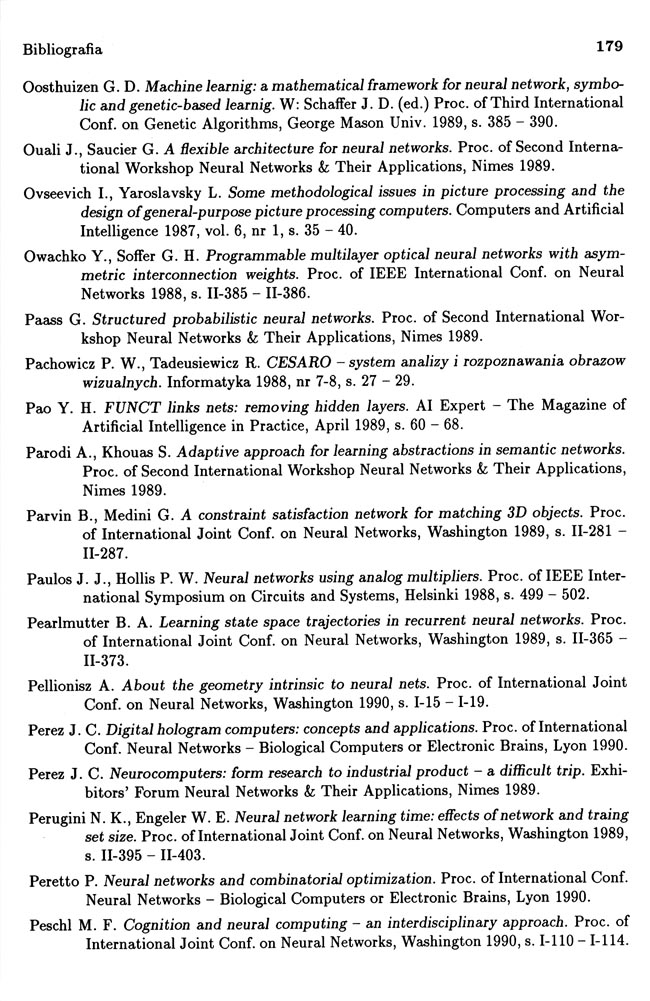 Bibliografia 179
Oosthuizen G. D. Machine learnig: a mathematical framework for neural network, symbo-
lic and genetic-based learnig. W: Schaffer J. D. (ed.) Proc. of Third International
Conf. on Genetic Algorithms, George Mason Univ. 1989, s. 385 – 390.
Ouali J., Saucier G. A flexible architecture for neural networks. Proc. of Second Interna-
tional Workshop Neural Networks & Their Applications, Nimes 1989.
Ovseevich I., Yaroslavsky L. Some methodological issues in picture processing and the
design of general-purpose picture processing computers. Computers and Artificial
Intelligence 1987, vol. 6, nr 1, s. 35 – 40.
Owachko Y., Soffer G. H. Programmable multilayer optical neural networks with asym-
metric interconnection weights. Proc. of IEEE International Conf. on Neural
Networks 1988, s. II-385 – II-386.
Paass G. Structured probabilistic neural networks. Proc. of Second International Wor-
kshop Neural Networks & Their Applications, Nimes 1989.
Pachowicz P. W., Tadeusiewicz R. CESARO – system analizy i rozpoznawania obrazow
wizualnych. Informatyka 1988, nr 7-8, s. 27 – 29.
Pao Y. H. FUNCT links nets: removing hidden layers. AI Expert – The Magazine of
Artificial Intelligence in Practice, April 1989, s. 60 – 68.
Parodi A., Khouas S. Adaptive approach for learning abstractions in semantic networks.
Proc. of Second International Workshop Neural Networks & Their Applications,
Nimes 1989.
Parvin B., Medini G. A constraint satisfaction network for matching 3D objects. Proc.
of International Joint Conf. on Neural Networks, Washington 1989, s. II-281 –
II-287.
Paulos J. J., Hollis P. W. Neural networks using analog multipliers. Proc. of IEEE Inter-
national Symposium on Circuits and Systems, Helsinki 1988, s. 499 – 502.
Pearlmutter B. A. Learning state space trajectories in recurrent neural networks. Proc.
of International Joint Conf. on Neural Networks, Washington 1989, s. II-365 –
II-373.
Pellionisz A. About the geometry intrinsic to neural nets. Proc. of International Joint
Conf. on Neural Networks, Washington 1990, s. I-15 – I-19.
Perez J. C. Digital hologram computers: concepts and applications. Proc. of International
Conf. Neural Networks – Biological Computers or Electronic Brains, Lyon 1990.
Perez J. C. Neurocomputers: form research to industrial product – a difficult trip. Exhi-
bitors' Forum Neural Networks & Their Applications, Nimes 1989.
Perugini N. K., Engeler W. E. Neural network learning time: effects of network and traing
set size. Proc. of International Joint Conf. on Neural Networks, Washington 1989,
s. II-395 – II-403.
Peretto P. Neural networks and combinatorial optimization. Proc. of International Conf.
Neural Networks – Biological Computers or Electronic Brains, Lyon 1990.
Peschl M. F. Cognition and neural computing – an interdisciplinary approach. Proc. of
International Joint Conf. on Neural Networks, Washington 1990, s. I-110 – I-114.